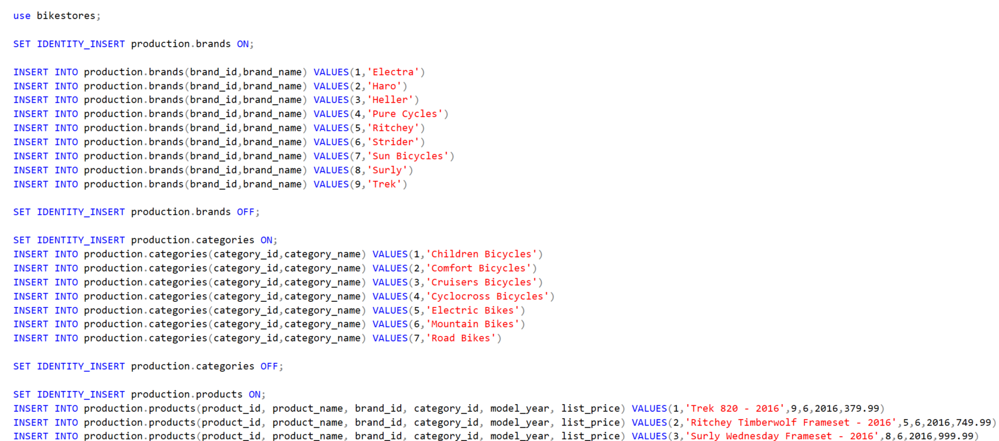 use bikestores;
SET IDENTITY_INSERT production.brands ON;
INSERT INTO production.brands(brand_id,brand_name) VALUES(1,'Electra')
INSERT INTO production.brands(brand_id,brand_name) VALUES(2,'Haro')
INSERT INTO production.brands(brand_id,brand_name) VALUES(3,'Heller')
INSERT INTO production.brands(brand_id,brand_name) VALUES(4,'Pure Cycles')
INSERT INTO production.brands(brand_id,brand_name) VALUES(5,'Ritchey')
INSERT INTO production.brands(brand_id,brand_name) VALUES(6,'Strider')
INSERT INTO production.brands(brand_id,brand_name) VALUES(7,'Sun Bicycles')
INSERT INTO production.brands(brand_id,brand_name) VALUES(8,'Surly')
INSERT INTO production.brands(brand_id,brand_name) VALUES(9,'Trek')
SET IDENTITY_INSERT production.brands OFF;
SET IDENTITY_INSERT production.categories ON;
INSERT INTO production.categories(category_id,category_name) VALUES(1,'Children Bicycles')
INSERT INTO production.categories(category_id,category_name) VALUES(2,'Comfort Bicycles')
INSERT INTO production.categories(category_id,category_name) VALUES(3,'Cruisers Bicycles')
INSERT INTO production.categories(category_id,category_name) VALUES(4,'Cyclocross Bicycles')
INSERT INTO production.categories(category_id,category_name) VALUES(5,'Electric Bikes')
INSERT INTO production.categories(category_id,category_name) VALUES(6,'Mountain Bikes')
INSERT INTO production.categories(category_id,category_name) VALUES(7,'Road Bikes')
SET IDENTITY_INSERT production.categories OFF;
SET IDENTITY_INSERT production.products ON;
INSERT INTO production.products(product_id, product_name, brand_id, category_id, model_year, list_price) VALUES(1,'Trek 820 - 2016',9,6,2016,379.99)
INSERT INTO production.products(product_id, product_name, brand_id, category_id, model_year, list_price) VALUES(2,'Ritchey Timberwolf Frameset - 2016',5,6,2016,749.99)
INSERT INTO production.products(product_id, product_name, brand_id, category_id, model_year, list_price) VALUES(3,'Surly Wednesday Frameset - 2016',8,6,2016,999.99)